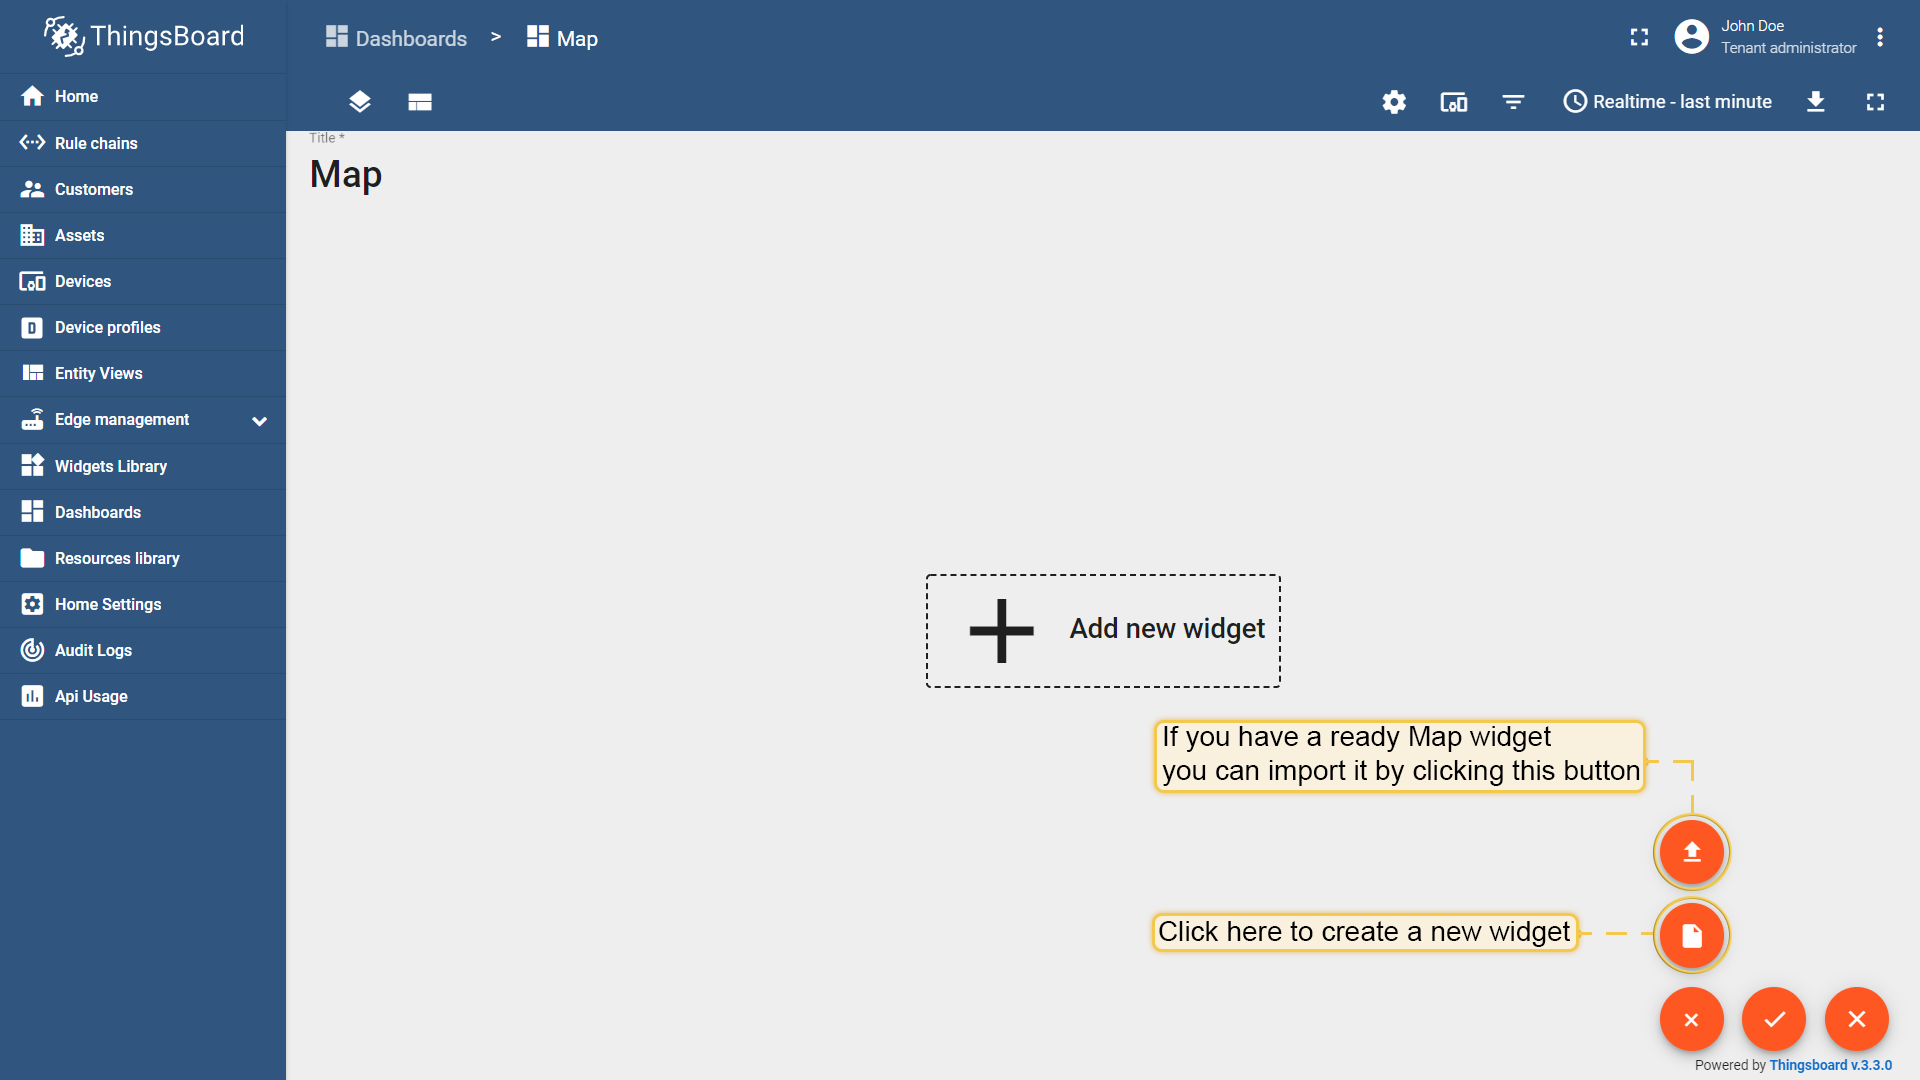 ThingsBoard
Dashboards > Map
John Doe
Tenant administrator
Home
Rule chains
Customers
Assets
Devices
D Device profiles
Entity Views
Edge management
Widgets Library
Dashboards
Resources library
Home Settings
Audit Logs
Api Usage
Realtime - last minute
Title *
Map
Add new widget
If you have a ready Map widget
you can import it by clicking this button
Click here to create a new widget
Powered by Thingsboard v.3.3.0